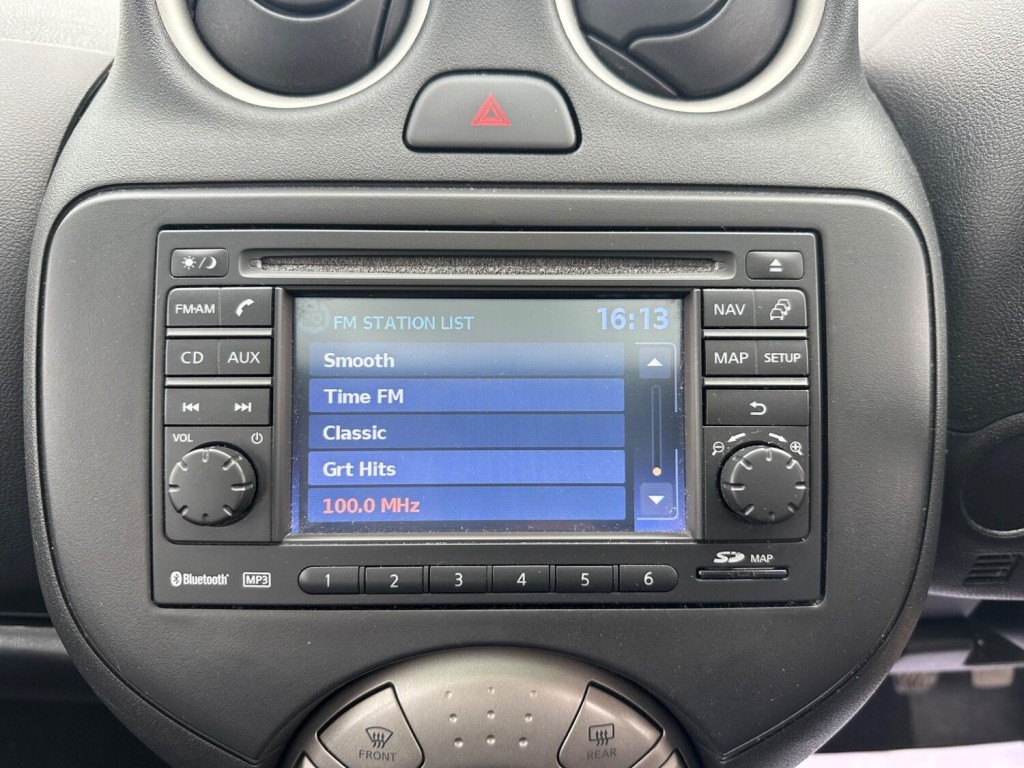 FM·AM
NAV
FM STATION LIST 16:13
Smooth
CD AUX
MAP SETUP
Time FM
Classic
VOL
Grt Hits
100.0 MHz
Bluetooth® MP3
1 2 3 4 5 6
SD MAP
FRONT
REAR